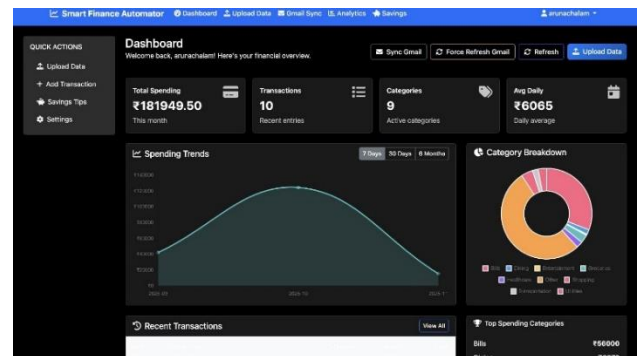 Smart Finance Automator Dashboard Upload Data Gmail Sync Analytics Savings arunachalam
QUICK ACTIONS
Upload Data
+ Add Transaction
Savings Tips
Settings
Dashboard
Welcome back, arunachalam! Here's your financial overview.
Sync Gmail Force Refresh Gmail Refresh Upload Data
Total Spending
₹181949.50
This month
Transactions
10
Recent entries
Categories
9
Active categories
Avg Daily
₹6065
Daily average
Spending Trends
7 Days 30 Days 6 Months
Category Breakdown
Bills Dining Entertainment
Healthcare Other Shopping
Transportation Utilities
Recent Transactions
View All
Top Spending Categories
Bills ₹56000